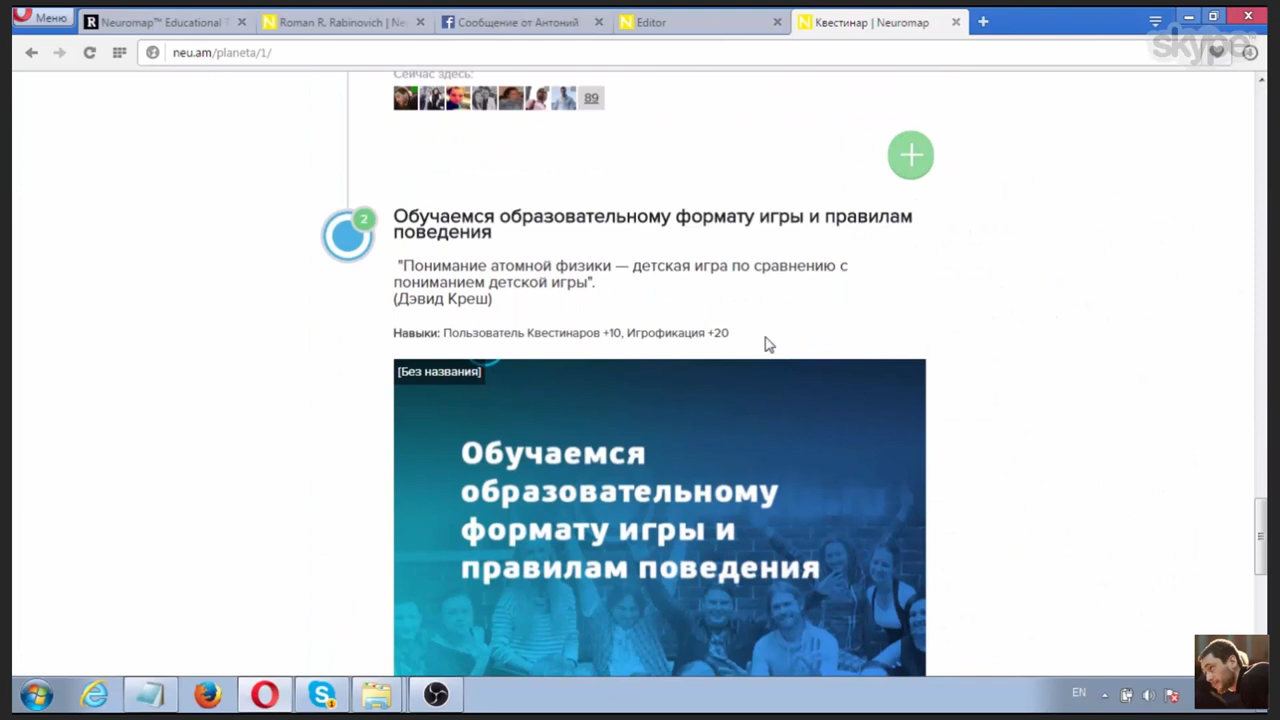 Меню
Neuromap™ Educational T
Roman R. Rabinovich | Ne
Сообщение от Антоний
Editor
Квестинар | Neuromap
skype
neu.am/planeta/1/
Сейчас здесь:
89
2
Обучаемся образовательному формату игры и правилам
поведения
"Понимание атомной физики — детская игра по сравнению с
пониманием детской игры".
(Дэвид Креш)
Навыки: Пользователь Квестинаров +10, Игрофикация +20
[Без названия]
Обучаемся
образовательному
формату игры и
правилам поведения
EN